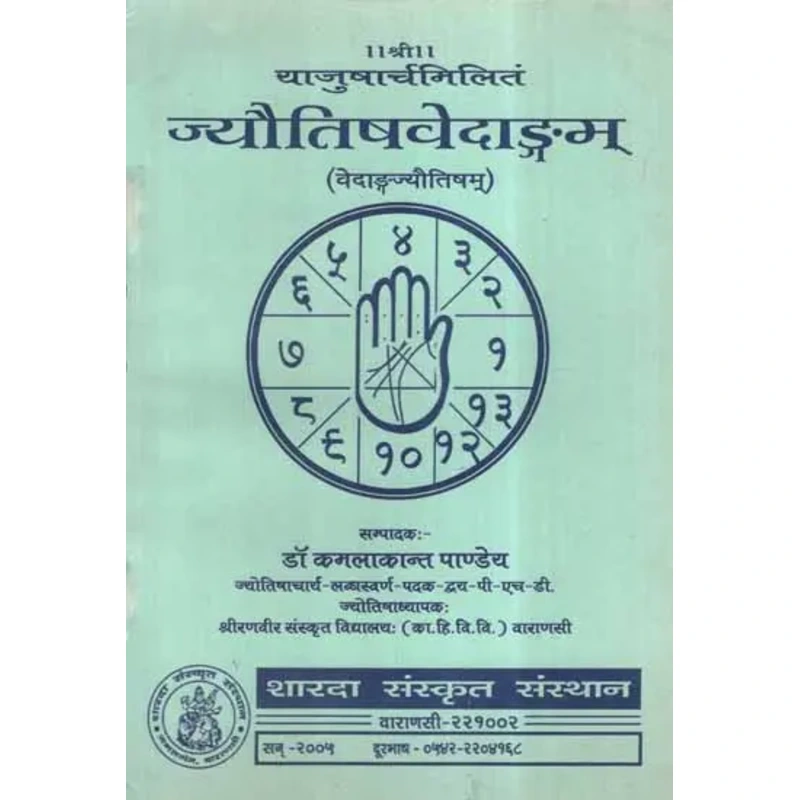 ।।श्री।।
याजुषार्चमिलितं
ज्यौतिषवेदाङ्गम्
(वेदाङ्गज्यौतिषम्)
५ ४ ३
६ २
७ १
८ १३
९ १० १२
सम्पादकः-
डॉ कमलाकान्त पाण्डेय
ज्योतिषाचार्य-लब्धस्वर्ण-पदक-द्वय-पी-एच-डी.
ज्योतिषाध्यापकः
श्रीरणवीर संस्कृत विद्यालयः (का.हि.वि.वि.) वाराणसी
शारदा संस्कृत संस्थान
शारदा संस्कृत संस्थान
वाराणसी-२२१००२
सन् -२००५ दूरभाष - ०५४२-२२०४१६८